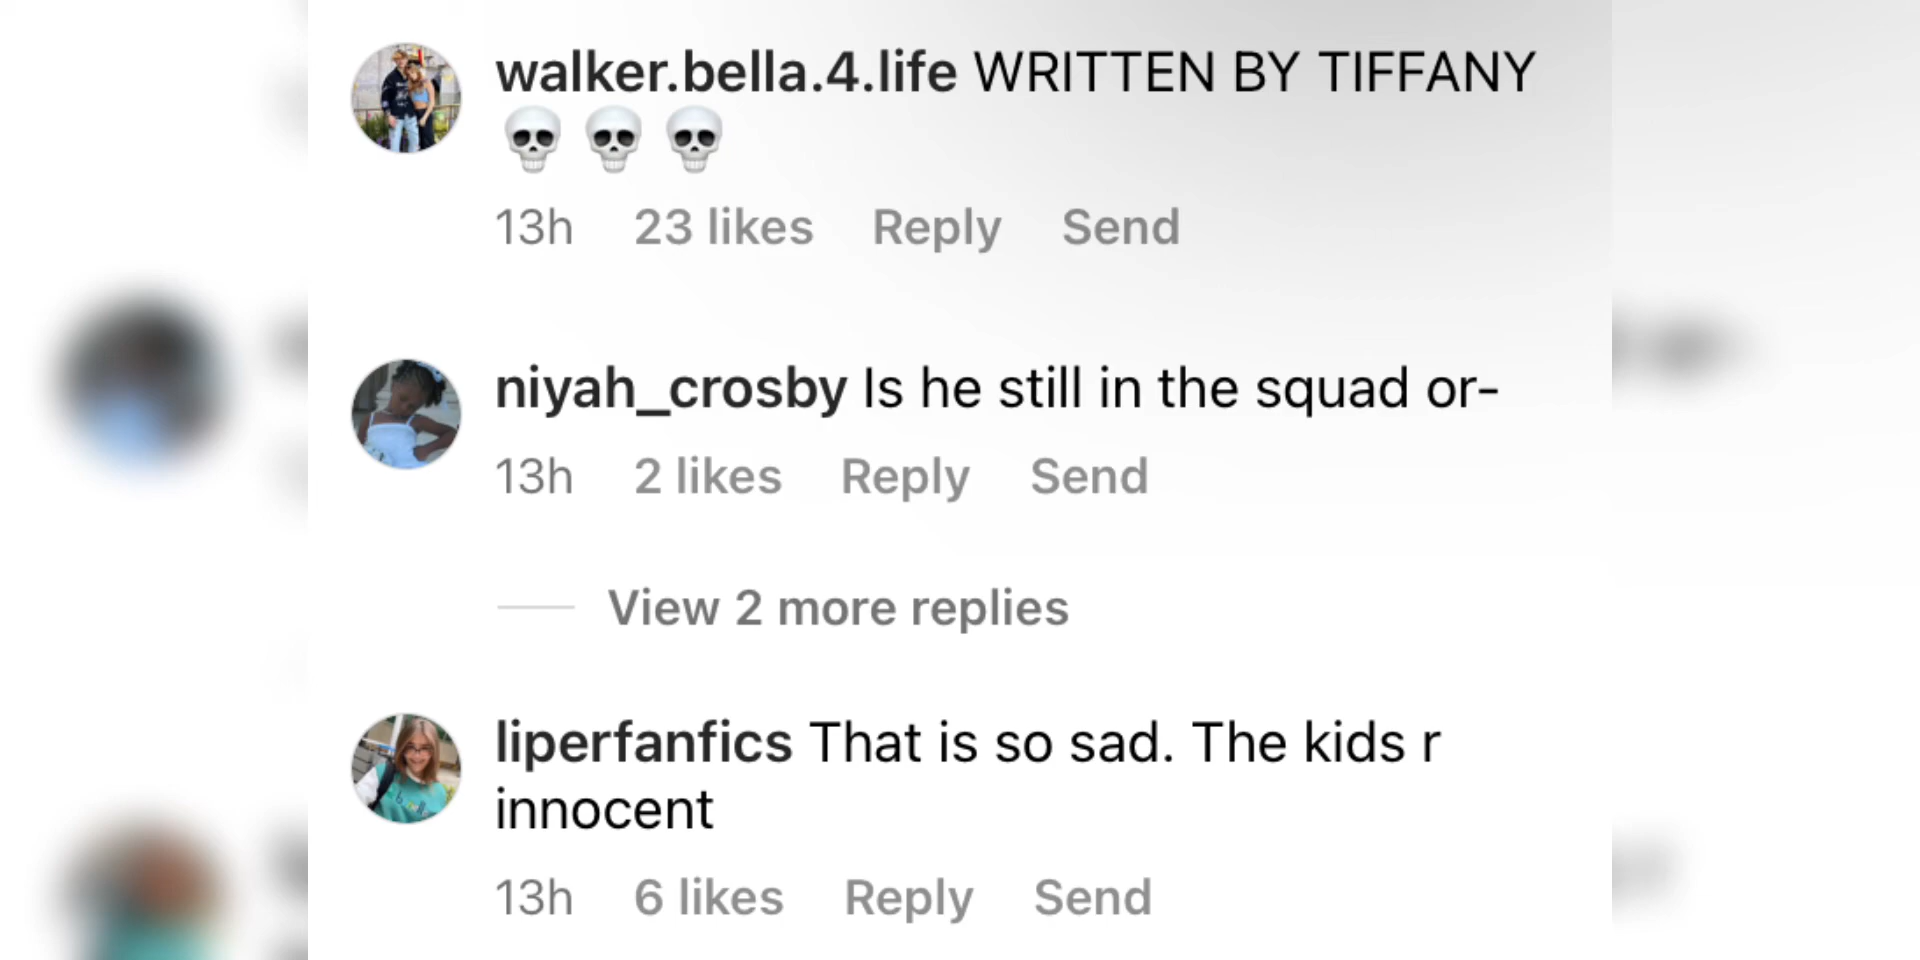 walker.bella.4.life WRITTEN BY TIFFANY
💀 💀 💀
13h 23 likes Reply Send
niyah_crosby Is he still in the squad or-
13h 2 likes Reply Send
View 2 more replies
liperfanfics That is so sad. The kids r
innocent
13h 6 likes Reply Send